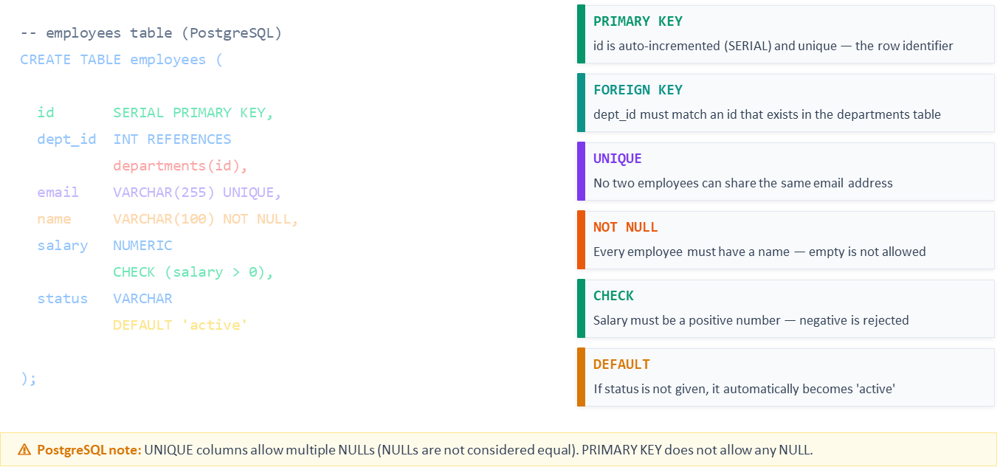 -- employees table (PostgreSQL)
CREATE TABLE employees (
id SERIAL PRIMARY KEY,
dept_id INT REFERENCES
departments(id),
email VARCHAR(255) UNIQUE,
name VARCHAR(100) NOT NULL,
salary NUMERIC
CHECK (salary > 0),
status VARCHAR
DEFAULT 'active'
);
PRIMARY KEY
id is auto-incremented (SERIAL) and unique — the row identifier
FOREIGN KEY
dept_id must match an id that exists in the departments table
UNIQUE
No two employees can share the same email address
NOT NULL
Every employee must have a name — empty is not allowed
CHECK
Salary must be a positive number — negative is rejected
DEFAULT
If status is not given, it automatically becomes 'active'
⚠ PostgreSQL note: UNIQUE columns allow multiple NULLs (NULLs are not considered equal). PRIMARY KEY does not allow any NULL.